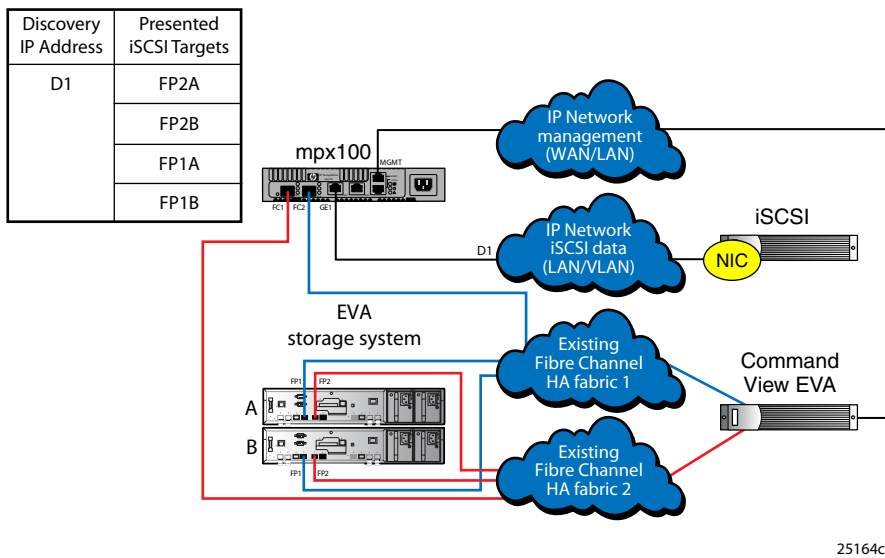 Discovery
IP Address
Presented
iSCSI Targets
D1
FP2A
FP2B
FP1A
FP1B
mpx100
MGMT
FC1
FC2
GE1
IP Network
management
(WAN/LAN)
D1
IP Network
iSCSI data
(LAN/VLAN)
iSCSI
NIC
EVA
storage system
FP1
FP2
A
B
FP1
FP2
Existing
Fibre Channel
HA fabric 1
Existing
Fibre Channel
HA fabric 2
Command
View EVA
25164c